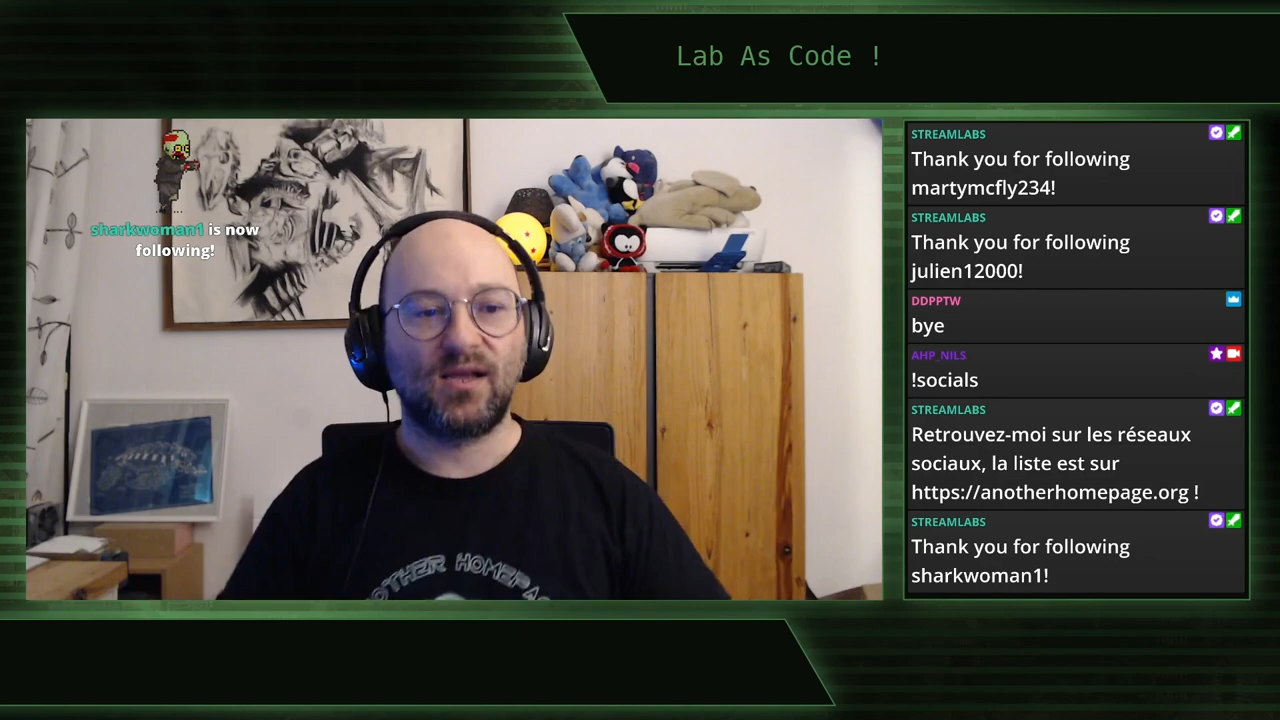 Lab As Code !
sharkwoman1 is now
following!
OTHER HOMEPA
STREAMLABS
Thank you for following
martymcfly234!
STREAMLABS
Thank you for following
julien12000!
DDPPTW
bye
AHP_NILS
!socials
STREAMLABS
Retrouvez-moi sur les réseaux
sociaux, la liste est sur
https://anotherhomepage.org !
STREAMLABS
Thank you for following
sharkwoman1!